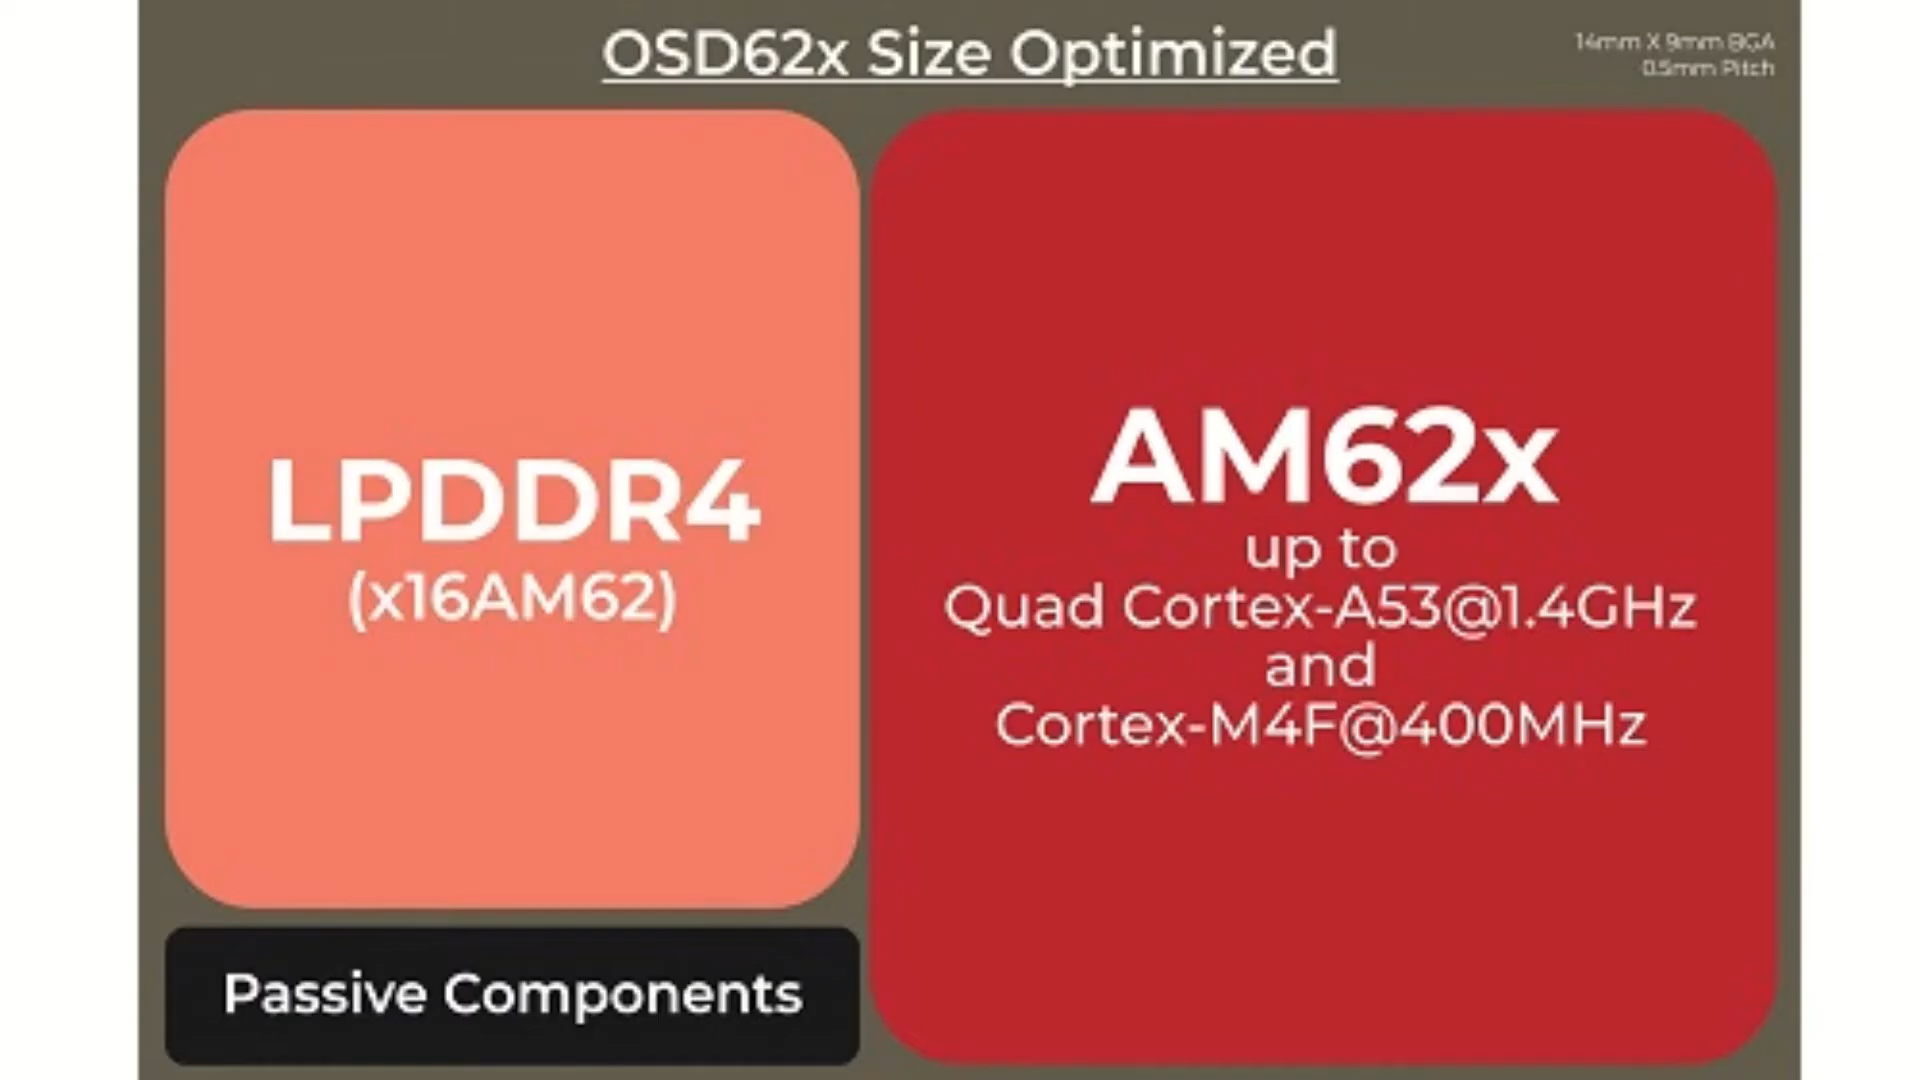 OSD62x Size Optimized
14mm X 9mm BGA
0.5mm Pitch
LPDDR4
(x16AM62)
Passive Components
AM62x
up to
Quad Cortex-A53@1.4GHz
and
Cortex-M4F@400MHz